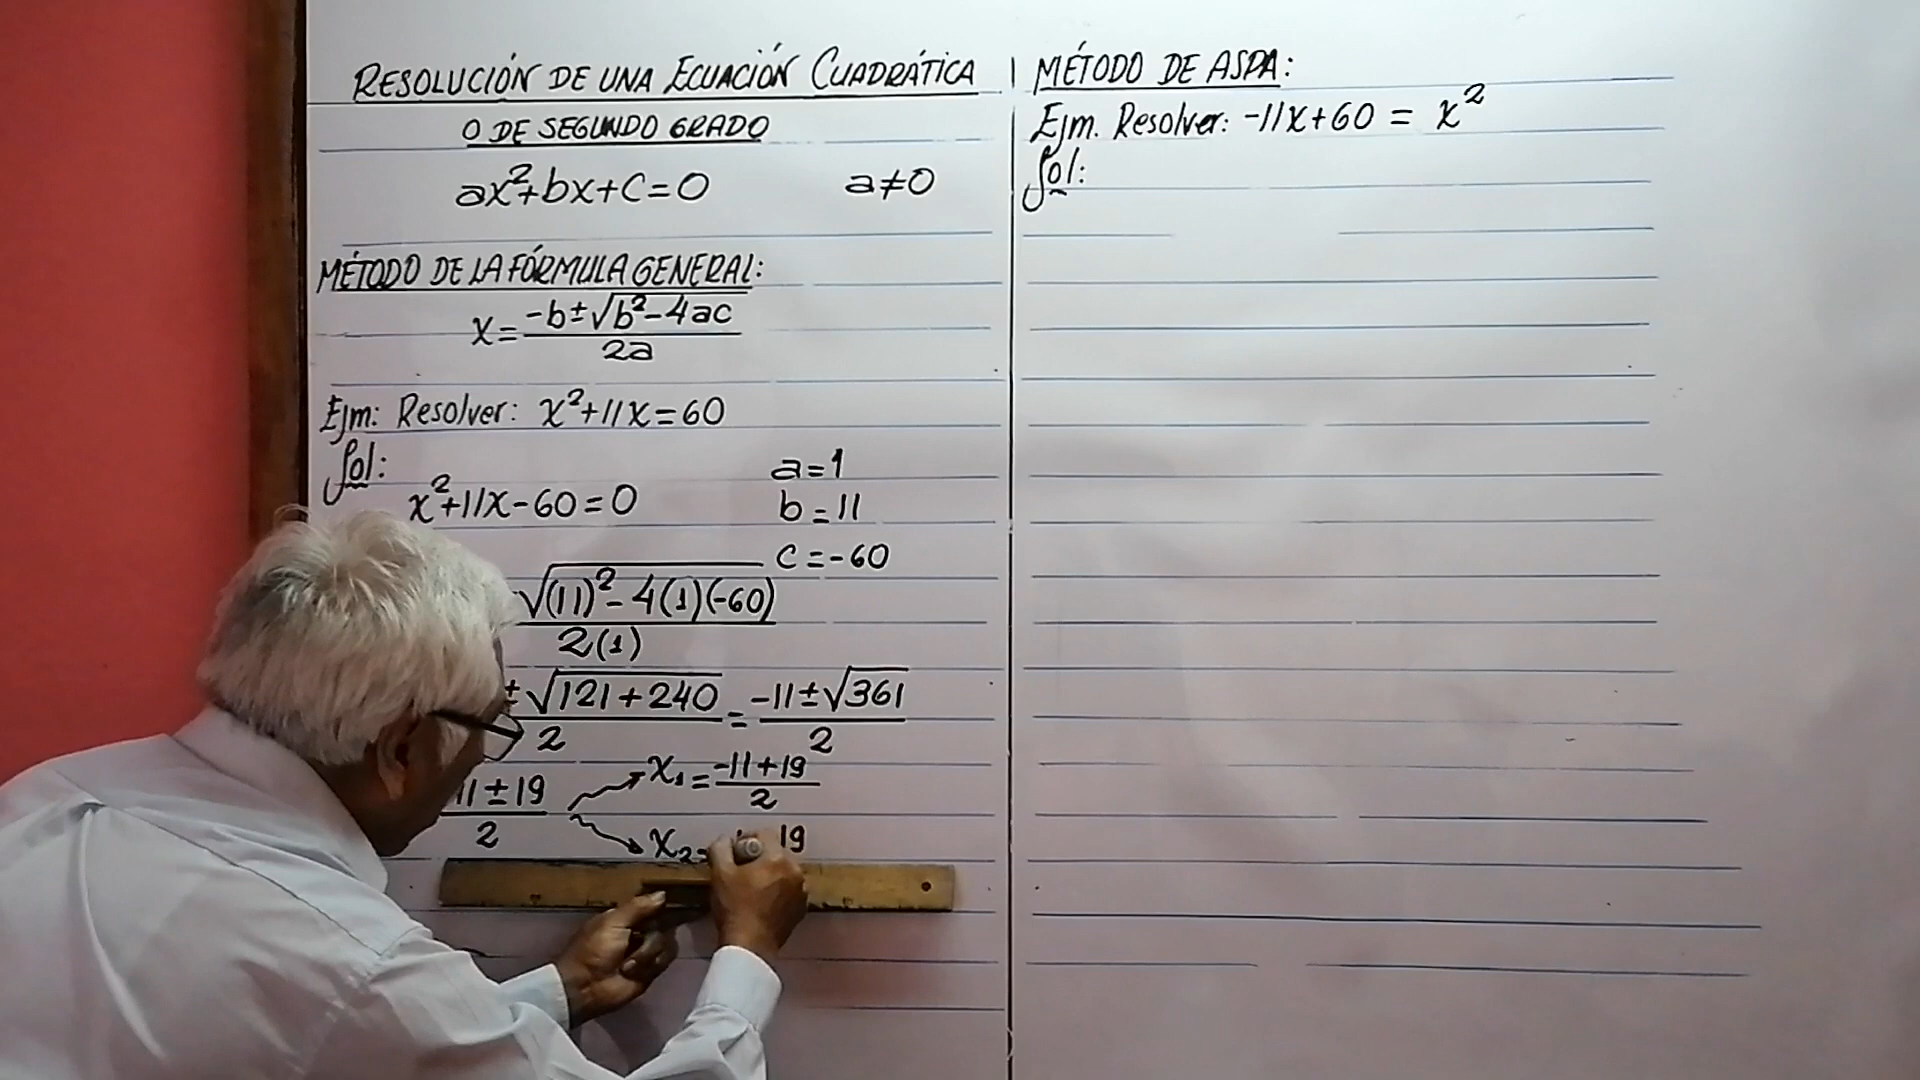 RESOLUCIÓN DE UNA ECUACIÓN CUADRÁTICA
O DE SEGUNDO GRADO
ax²+bx+c=0 a≠0
MÉTODO DE LA FÓRMULA GENERAL:
x = (-b±√(b²-4ac))/2a
Ejm: Resolver: x²+11x=60
Sol:
x²+11x-60=0
a=1
b=11
c=-60
√((11)²-4(1)(-60))
2(1)
±√(121+240)/2 = (-11±√361)/2
11±19
2
x₁ = (-11+19)/2
x₂= 19
MÉTODO DE ASPA:
Ejm. Resolver: -11x+60 = x²
Sol: